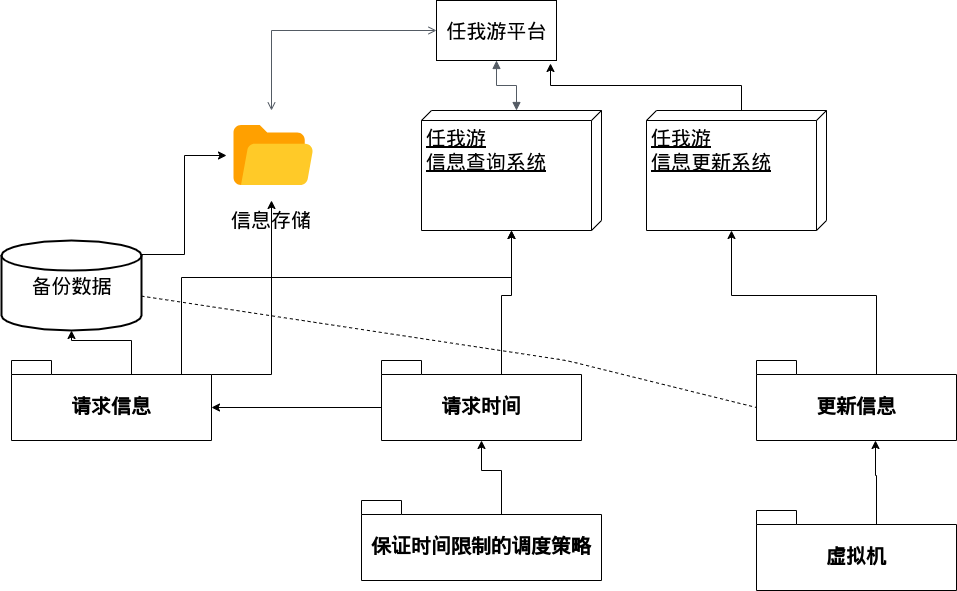 任我游平台
任我游
信息查询系统
任我游
信息更新系统
信息存储
备份数据
请求信息
请求时间
更新信息
保证时间限制的调度策略
虚拟机